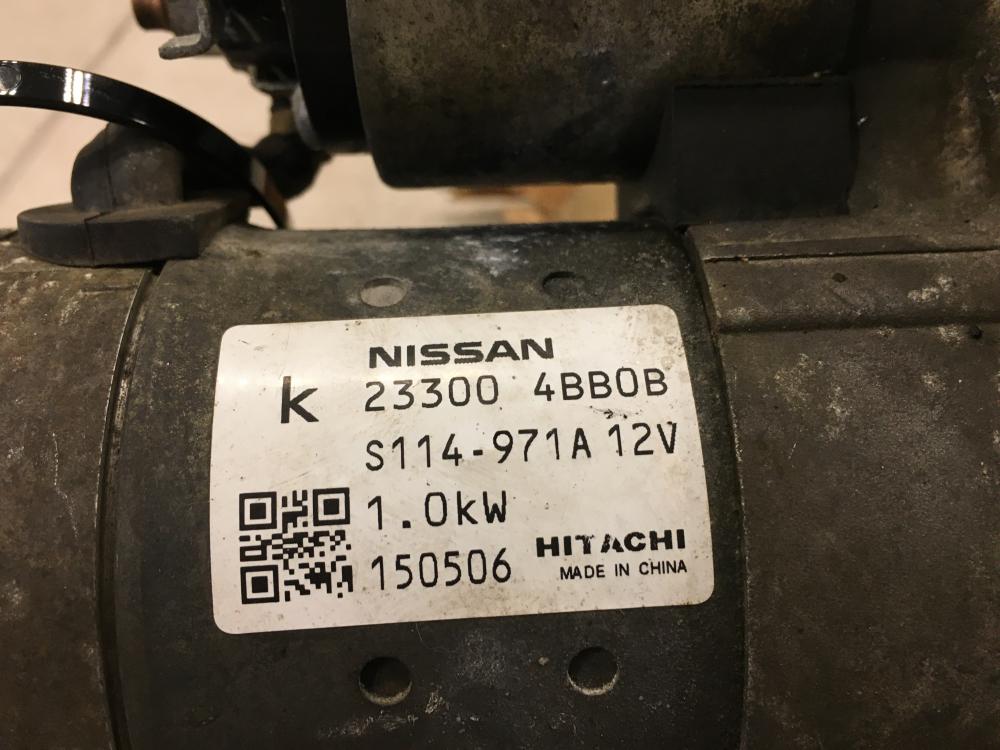 NISSAN
k 23300 4BB0B
S114-971A 12V
1.0kW
150506 HITACHI
MADE IN CHINA